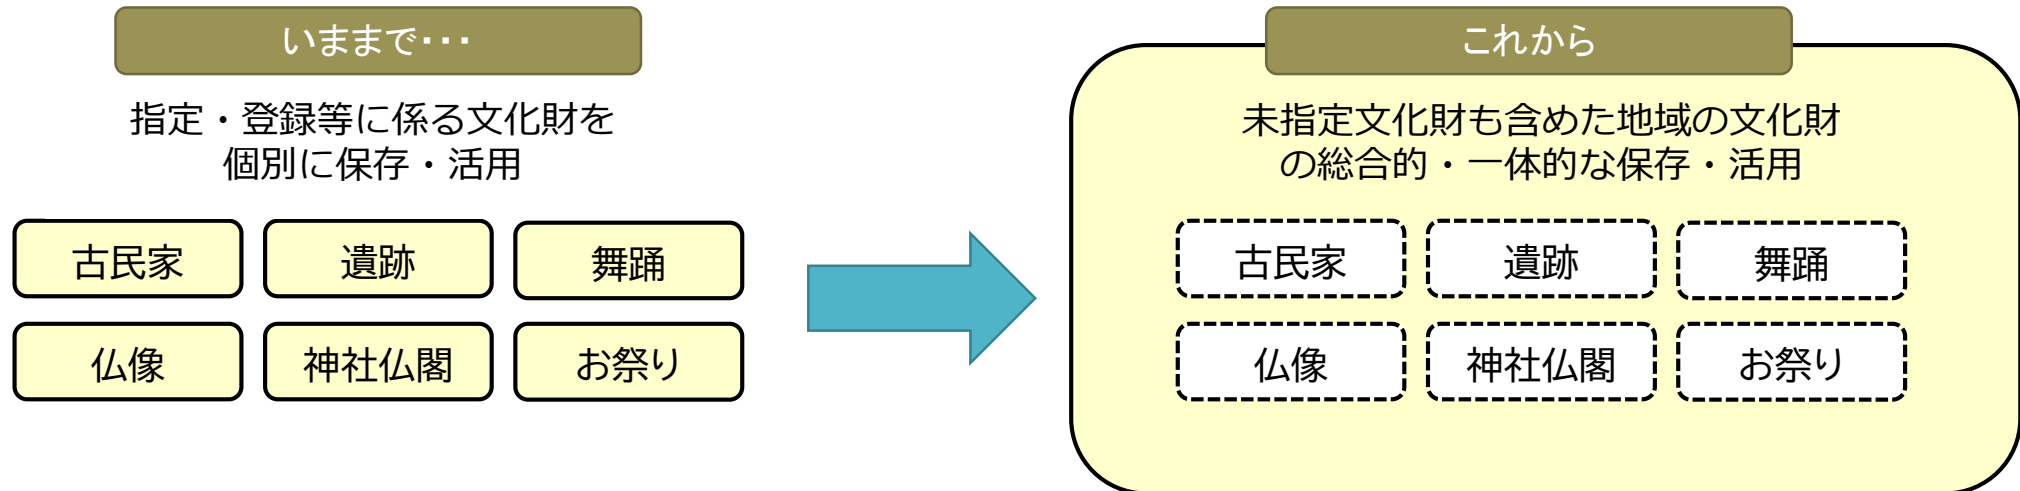 いままで･･･
指定・登録等に係る文化財を
個別に保存・活用
古民家
遺跡
舞踊
仏像
神社仏閣
お祭り
これから
未指定文化財も含めた地域の文化財
の総合的・一体的な保存・活用
古民家
遺跡
舞踊
仏像
神社仏閣
お祭り